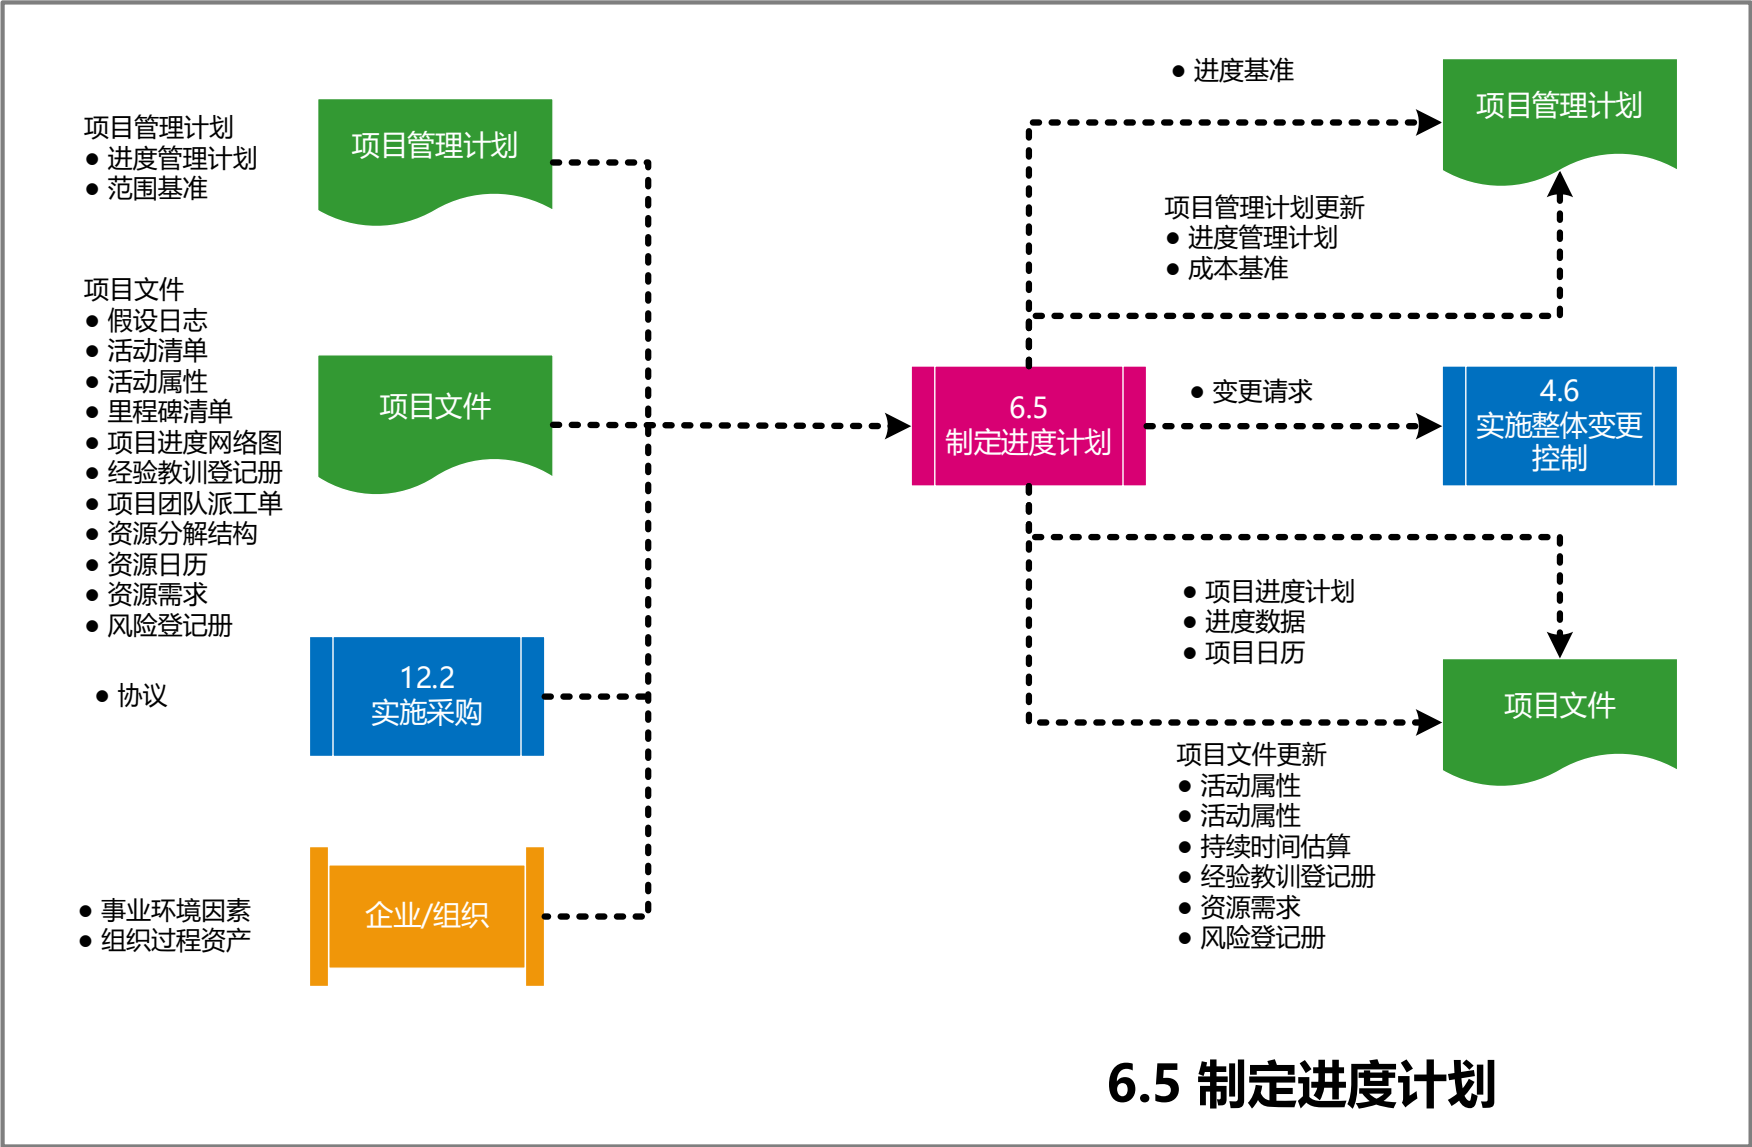 项目管理计划
● 进度管理计划
● 范围基准
项目管理计划
项目文件
● 假设日志
● 活动清单
● 活动属性
● 里程碑清单
● 项目进度网络图
● 经验教训登记册
● 项目团队派工单
● 资源分解结构
● 资源日历
● 资源需求
● 风险登记册
项目文件
● 协议
12.2
实施采购
● 事业环境因素
● 组织过程资产
企业/组织
6.5
制定进度计划
● 进度基准
项目管理计划
项目管理计划更新
● 进度管理计划
● 成本基准
● 变更请求
4.6
实施整体变更
控制
● 项目进度计划
● 进度数据
● 项目日历
项目文件
项目文件更新
● 活动属性
● 活动属性
● 持续时间估算
● 经验教训登记册
● 资源需求
● 风险登记册
6.5 制定进度计划